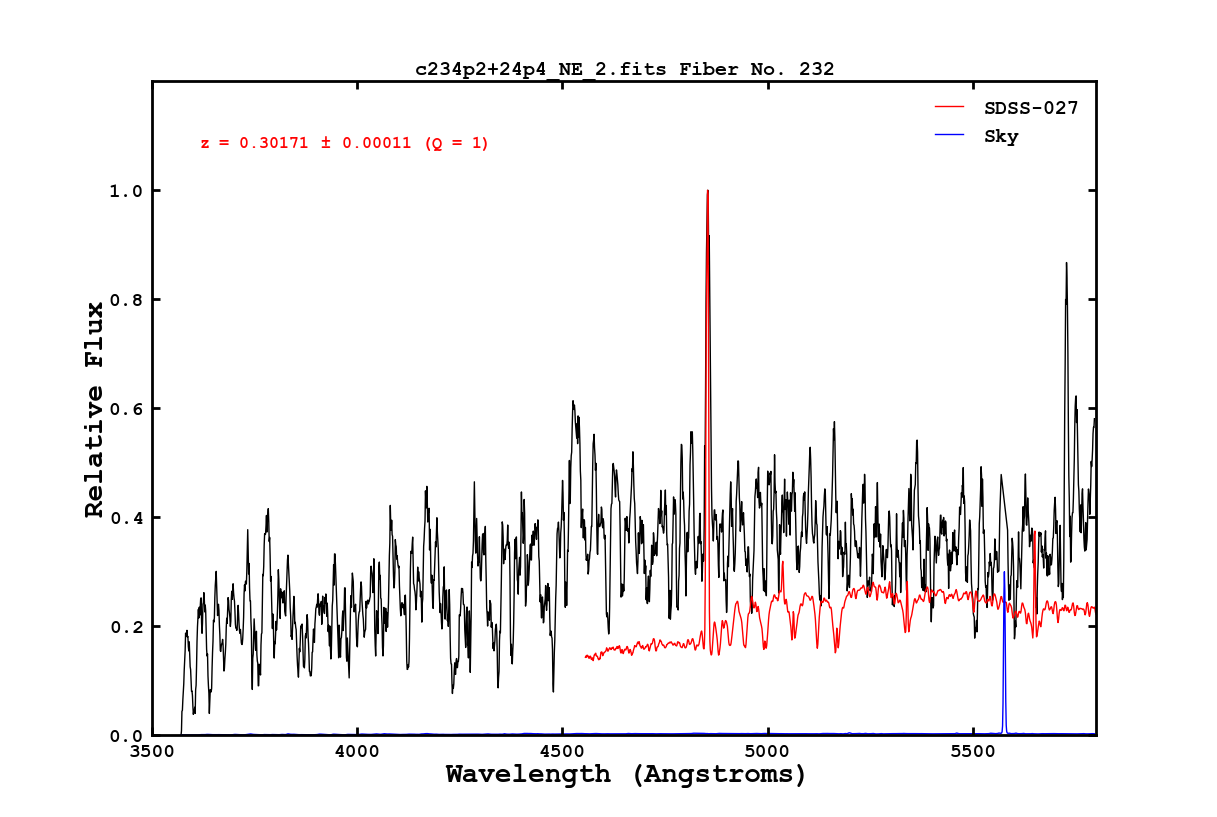 c234p2+24p4_NE_2.fits Fiber No. 232
SDSS-027
Sky
z = 0.30171 ± 0.00011 (Q = 1)
1.0
0.8
0.6
0.4
0.2
0.0
Relative Flux
3500 4000 4500 5000 5500
Wavelength (Angstroms)